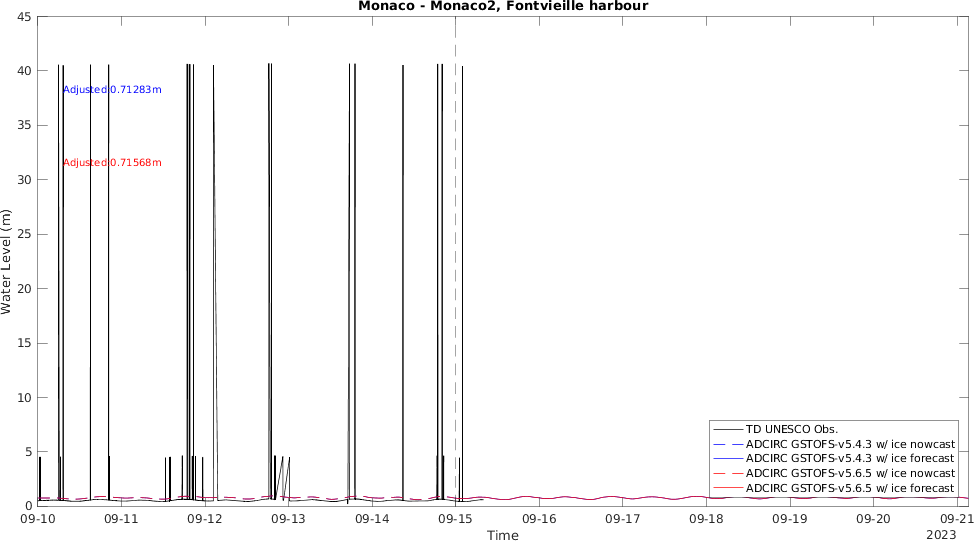 Monaco - Monaco2, Fontvieille harbour
45
40
35
30
25
20
15
10
5
0
Water Level (m)
Adjusted 0.71283m
Adjusted 0.71568m
TD UNESCO Obs.
ADCIRC GSTOFS-v5.4.3 w/ ice nowcast
ADCIRC GSTOFS-v5.4.3 w/ ice forecast
ADCIRC GSTOFS-v5.6.5 w/ ice nowcast
ADCIRC GSTOFS-v5.6.5 w/ ice forecast
09-10 09-11 09-12 09-13 09-14 09-15 09-16 09-17 09-18 09-19 09-20 09-21
Time
2023